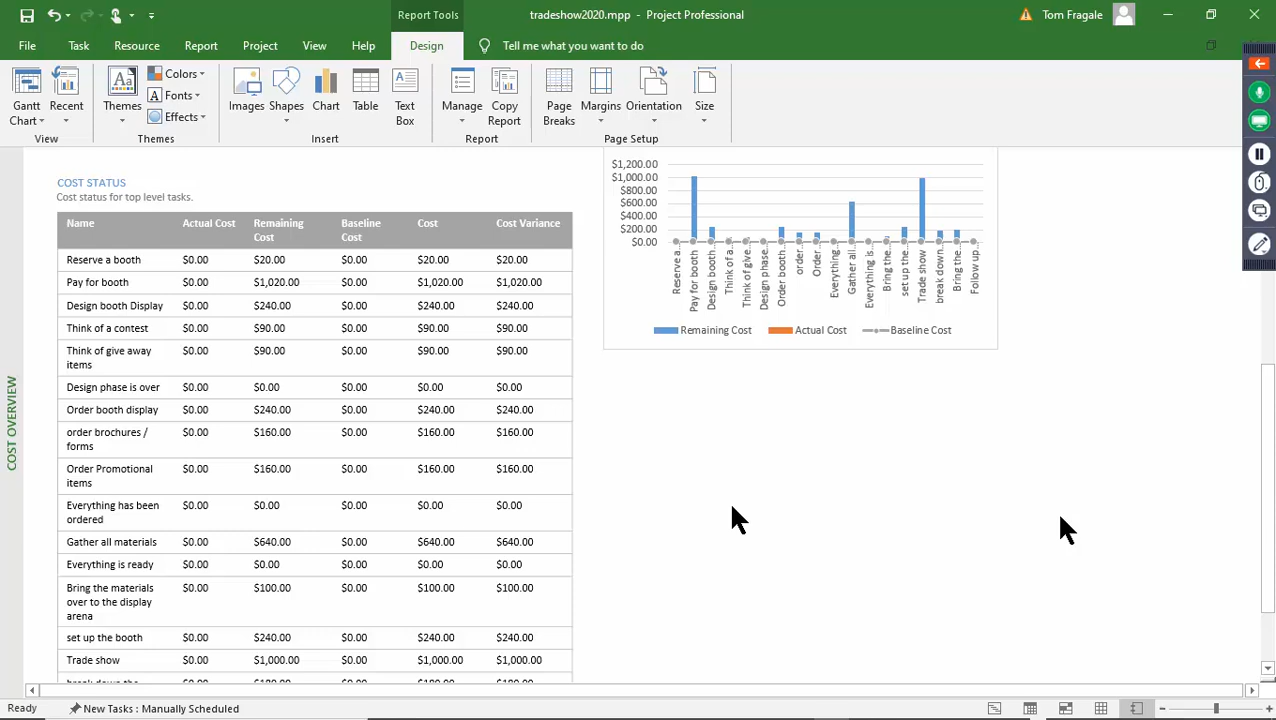 Report Tools
tradeshow2020.mpp - Project Professional
Tom Fragale
File Task Resource Report Project View Help Design Tell me what you want to do
Gantt Chart
Recent
View
Themes
Colors
Fonts
Effects
Themes
Images
Shapes
Chart
Table
Text Box
Insert
Manage
Copy Report
Report
Page Breaks
Margins
Orientation
Size
Page Setup
COST OVERVIEW
COST STATUS
Cost status for top level tasks.
Name Actual Cost Remaining Cost Baseline Cost Cost Cost Variance
Reserve a booth $0.00 $20.00 $0.00 $20.00 $20.00
Pay for booth $0.00 $1,020.00 $0.00 $1,020.00 $1,020.00
Design booth Display $0.00 $240.00 $0.00 $240.00 $240.00
Think of a contest $0.00 $90.00 $0.00 $90.00 $90.00
Think of give away items $0.00 $90.00 $0.00 $90.00 $90.00
Design phase is over $0.00 $0.00 $0.00 $0.00 $0.00
Order booth display $0.00 $240.00 $0.00 $240.00 $240.00
order brochures / forms $0.00 $160.00 $0.00 $160.00 $160.00
Order Promotional items $0.00 $160.00 $0.00 $160.00 $160.00
Everything has been ordered $0.00 $0.00 $0.00 $0.00 $0.00
Gather all materials $0.00 $640.00 $0.00 $640.00 $640.00
Everything is ready $0.00 $0.00 $0.00 $0.00 $0.00
Bring the materials over to the display arena $0.00 $100.00 $0.00 $100.00 $100.00
set up the booth $0.00 $240.00 $0.00 $240.00 $240.00
Trade show $0.00 $1,000.00 $0.00 $1,000.00 $1,000.00
$1,200.00
$1,000.00
$800.00
$600.00
$400.00
$200.00
$0.00
Reserve a...
Pay for booth
Design booth...
Think of a...
Think of give...
Design phase...
Order booth...
order...
Order...
Everything...
Gather all...
Everything is...
Bring the...
set up the...
Trade show
break down...
Bring the...
Follow up...
Remaining Cost Actual Cost Baseline Cost
Ready New Tasks : Manually Scheduled